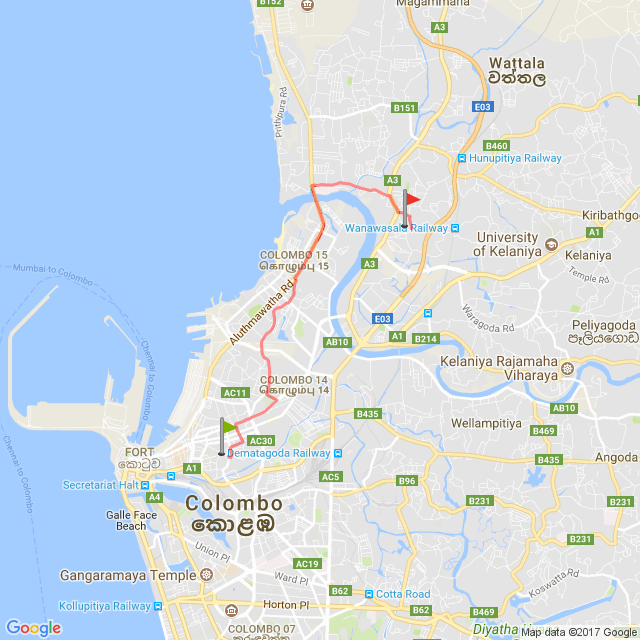 B152
Magammana
A3
Wattala
වත්තල
Prithipura Rd
B151
E03
B460
Hunupitiya Railway
A3
Kiribathgo
Wanawasala Railway
A1
University
of Kelaniya
Kelaniya
COLOMBO 15
கொழும்பு 15
A3
Temple Rd
Mumbai to Colombo
Aluthmawatha Rd
E03
Waragoda Rd
Peliyagoda
පෑලියගොඩ
A1
B214
AB10
Chennai to Colombo
Kelaniya Rajamaha
Viharaya
COLOMBO 14
கொழும்பு 14
AC11
AB10
B435
Wellampitiya
AC30
B435
FORT
කොටුව
Dematagoda Railway
Angoda
A1
AC5
B96
Secretariat Halt
A4
Chennai to Colombo
Colombo
කොළඹ
B231
B231
Galle Face
Beach
B231
Union Pl
AC19
Gangaramaya Temple
Ward Pl
Koswatta Rd
B62
Cotta Road
Kollupitiya Railway
Horton Pl
B62
B469
COLOMBO 07
Diyatha U
Google
Map data ©2017 Google